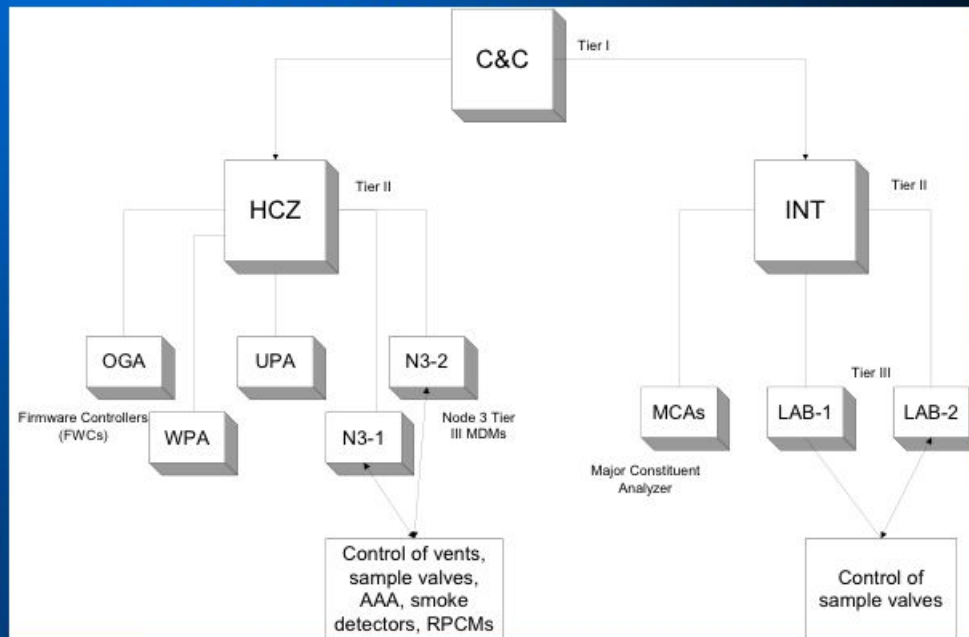 C&C
Tier I
HCZ
Tier II
INT
Tier II
OGA
UPA
N3-2
Firmware Controllers
(FWCs)
WPA
N3-1
Node 3 Tier
III MDMs
MCAs
Tier III
LAB-1
LAB-2
Major Constituent
Analyzer
Control of vents,
sample valves,
AAA, smoke
detectors, RPCMs
Control of
sample valves